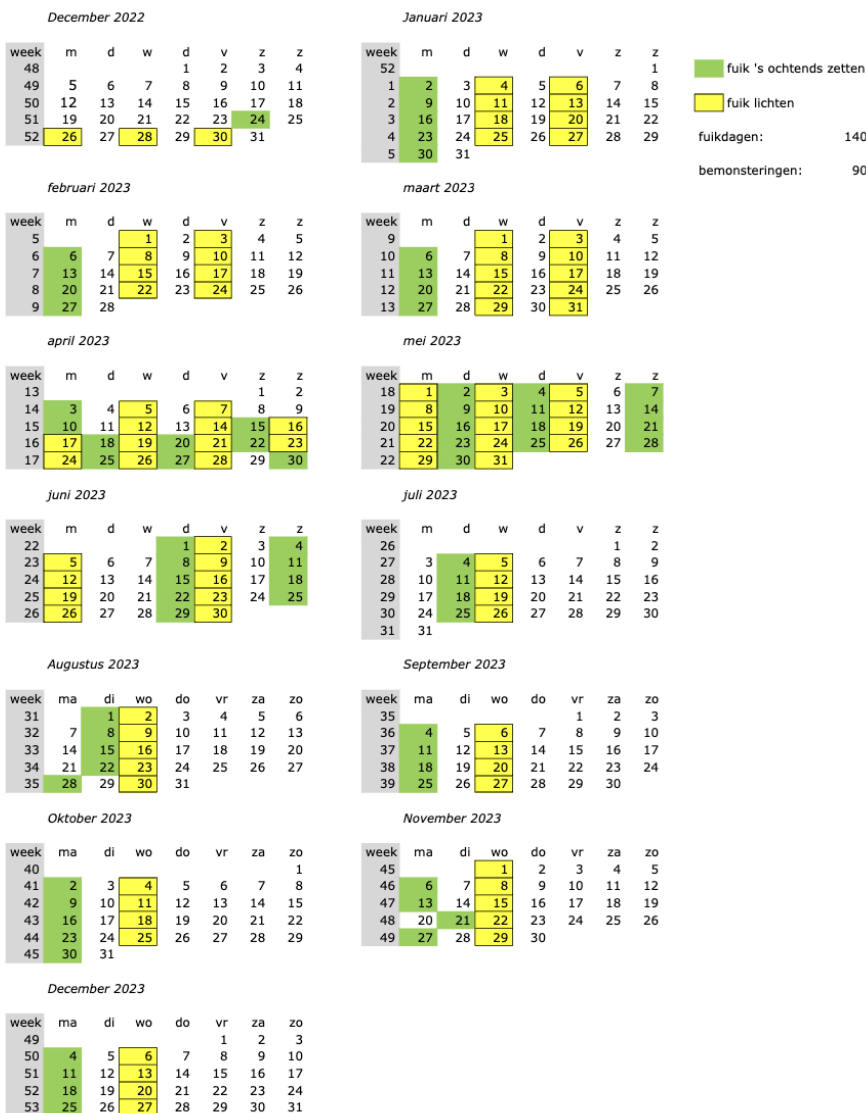 December 2022
week m d w d v z z
48 1 2 3 4
49 5 6 7 8 9 10 11
50 12 13 14 15 16 17 18
51 19 20 21 22 23 24 25
52 26 27 28 29 30 31
Januari 2023
week m d w d v z z
52 1
1 2 3 4 5 6 7 8
2 9 10 11 12 13 14 15
3 16 17 18 19 20 21 22
4 23 24 25 26 27 28 29
5 30 31
fuik 's ochtends zetten
fuik lichten
fuikdagen: 140
bemonsteringen: 90
februari 2023
week m d w d v z z
5 1 2 3 4 5
6 6 7 8 9 10 11 12
7 13 14 15 16 17 18 19
8 20 21 22 23 24 25 26
9 27 28
maart 2023
week m d w d v z z
9 1 2 3 4 5
10 6 7 8 9 10 11 12
11 13 14 15 16 17 18 19
12 20 21 22 23 24 25 26
13 27 28 29 30 31
april 2023
week m d w d v z z
13 1 2
14 3 4 5 6 7 8 9
15 10 11 12 13 14 15 16
16 17 18 19 20 21 22 23
17 24 25 26 27 28 29 30
mei 2023
week m d w d v z z
18 1 2 3 4 5 6 7
19 8 9 10 11 12 13 14
20 15 16 17 18 19 20 21
21 22 23 24 25 26 27 28
22 29 30 31
juni 2023
week m d w d v z z
22 1 2 3 4
23 5 6 7 8 9 10 11
24 12 13 14 15 16 17 18
25 19 20 21 22 23 24 25
26 26 27 28 29 30
juli 2023
week m d w d v z z
26 1 2
27 3 4 5 6 7 8 9
28 10 11 12 13 14 15 16
29 17 18 19 20 21 22 23
30 24 25 26 27 28 29 30
31 31
Augustus 2023
week ma di wo do vr za zo
31 1 2 3 4 5 6
32 7 8 9 10 11 12 13
33 14 15 16 17 18 19 20
34 21 22 23 24 25 26 27
35 28 29 30 31
September 2023
week ma di wo do vr za zo
35 1 2 3
36 4 5 6 7 8 9 10
37 11 12 13 14 15 16 17
38 18 19 20 21 22 23 24
39 25 26 27 28 29 30
Oktober 2023
week ma di wo do vr za zo
40 1
41 2 3 4 5 6 7 8
42 9 10 11 12 13 14 15
43 16 17 18 19 20 21 22
44 23 24 25 26 27 28 29
45 30 31
November 2023
week ma di wo do vr za zo
45 1 2 3 4 5
46 6 7 8 9 10 11 12
47 13 14 15 16 17 18 19
48 20 21 22 23 24 25 26
49 27 28 29 30
December 2023
week ma di wo do vr za zo
49 1 2 3
50 4 5 6 7 8 9 10
51 11 12 13 14 15 16 17
52 18 19 20 21 22 23 24
53 25 26 27 28 29 30 31